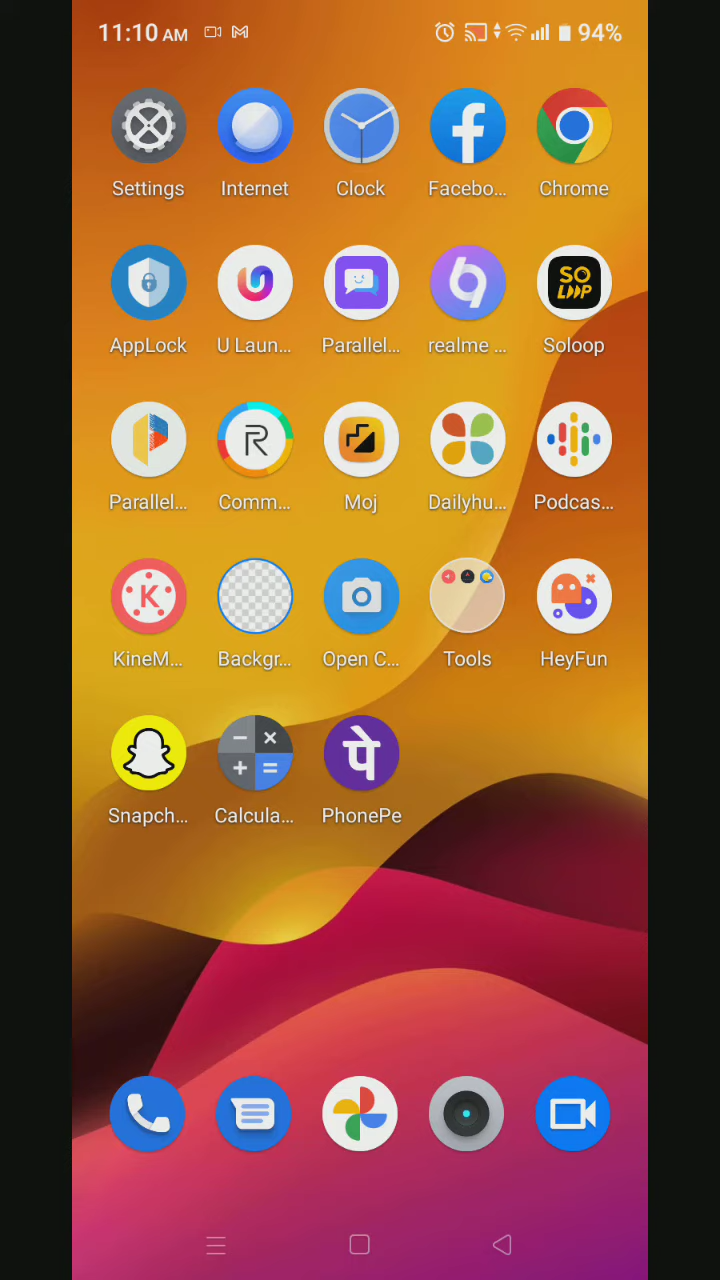 11:10 AM 94%
Settings Internet Clock Facebo... Chrome
SO
LOOP
AppLock U Laun... Parallel... realme ... Soloop
R
Parallel... Comm... Moj Dailyhu... Podcas...
K
KineM... Backgr... Open C... Tools HeyFun
पे
Snapch... Calcula... PhonePe